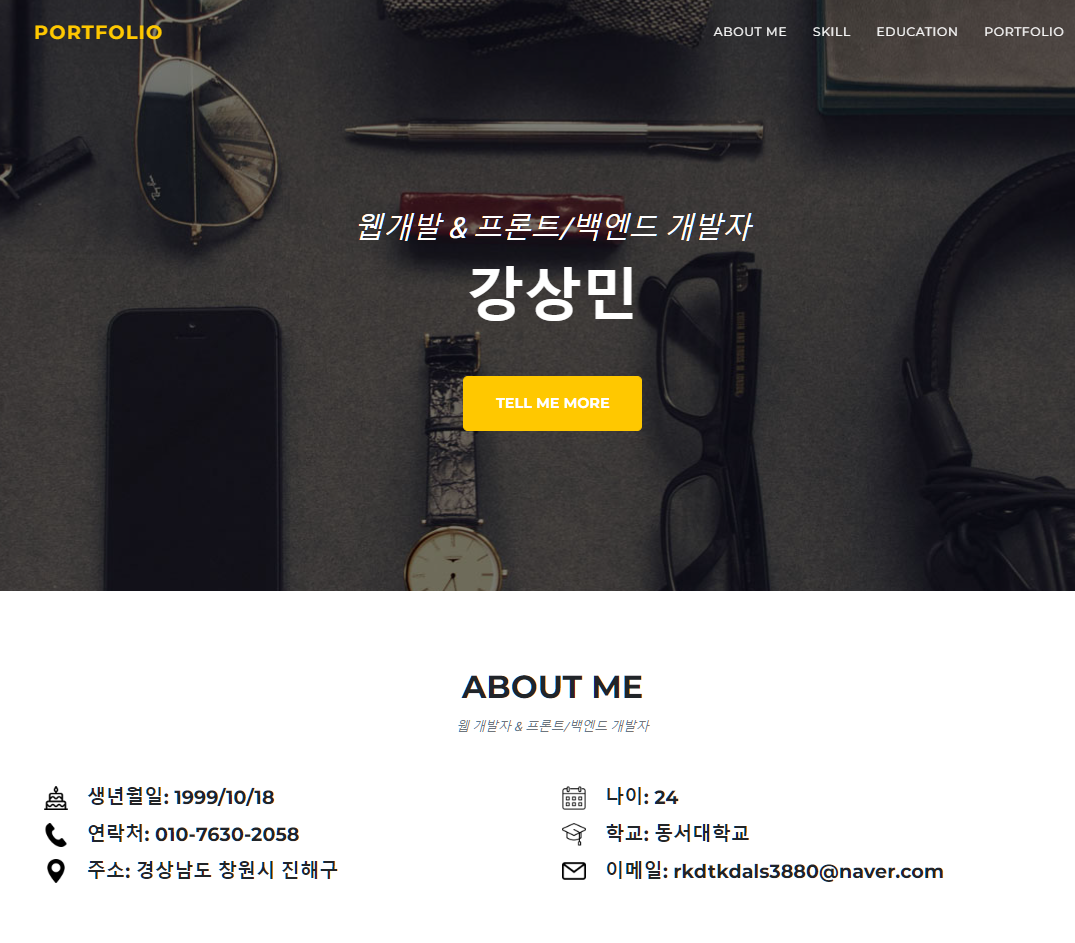 PORTFOLIO
ABOUT ME SKILL EDUCATION PORTFOLIO
Ray-Ban
웹개발 & 프론트/백엔드 개발자
강상민
TELL ME MORE
ABOUT ME
웹 개발자 & 프론트/백엔드 개발자
생년월일: 1999/10/18
나이: 24
연락처: 010-7630-2058
학교: 동서대학교
주소: 경상남도 창원시 진해구
이메일: rkdtkdals3880@naver.com